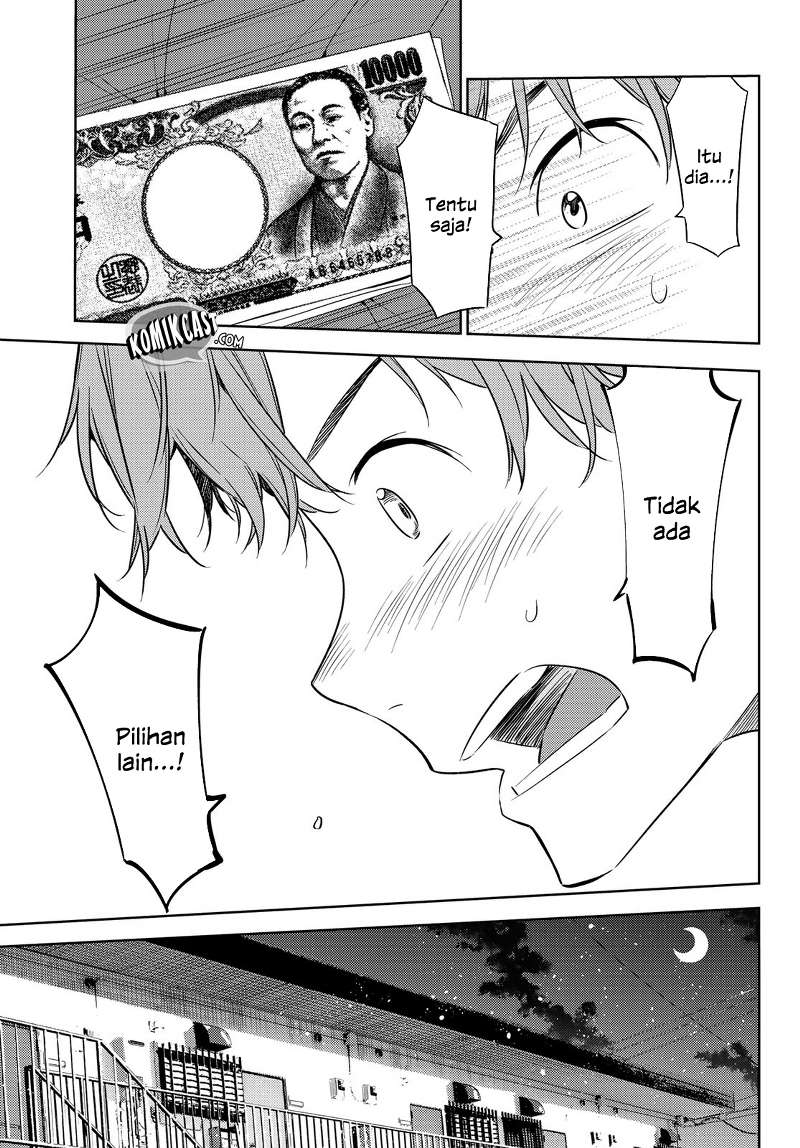 Itu
dia...!
Tentu
saja!
10000
KOMIKCAST
.COM
Tidak
ada
Pilihan
lain...!